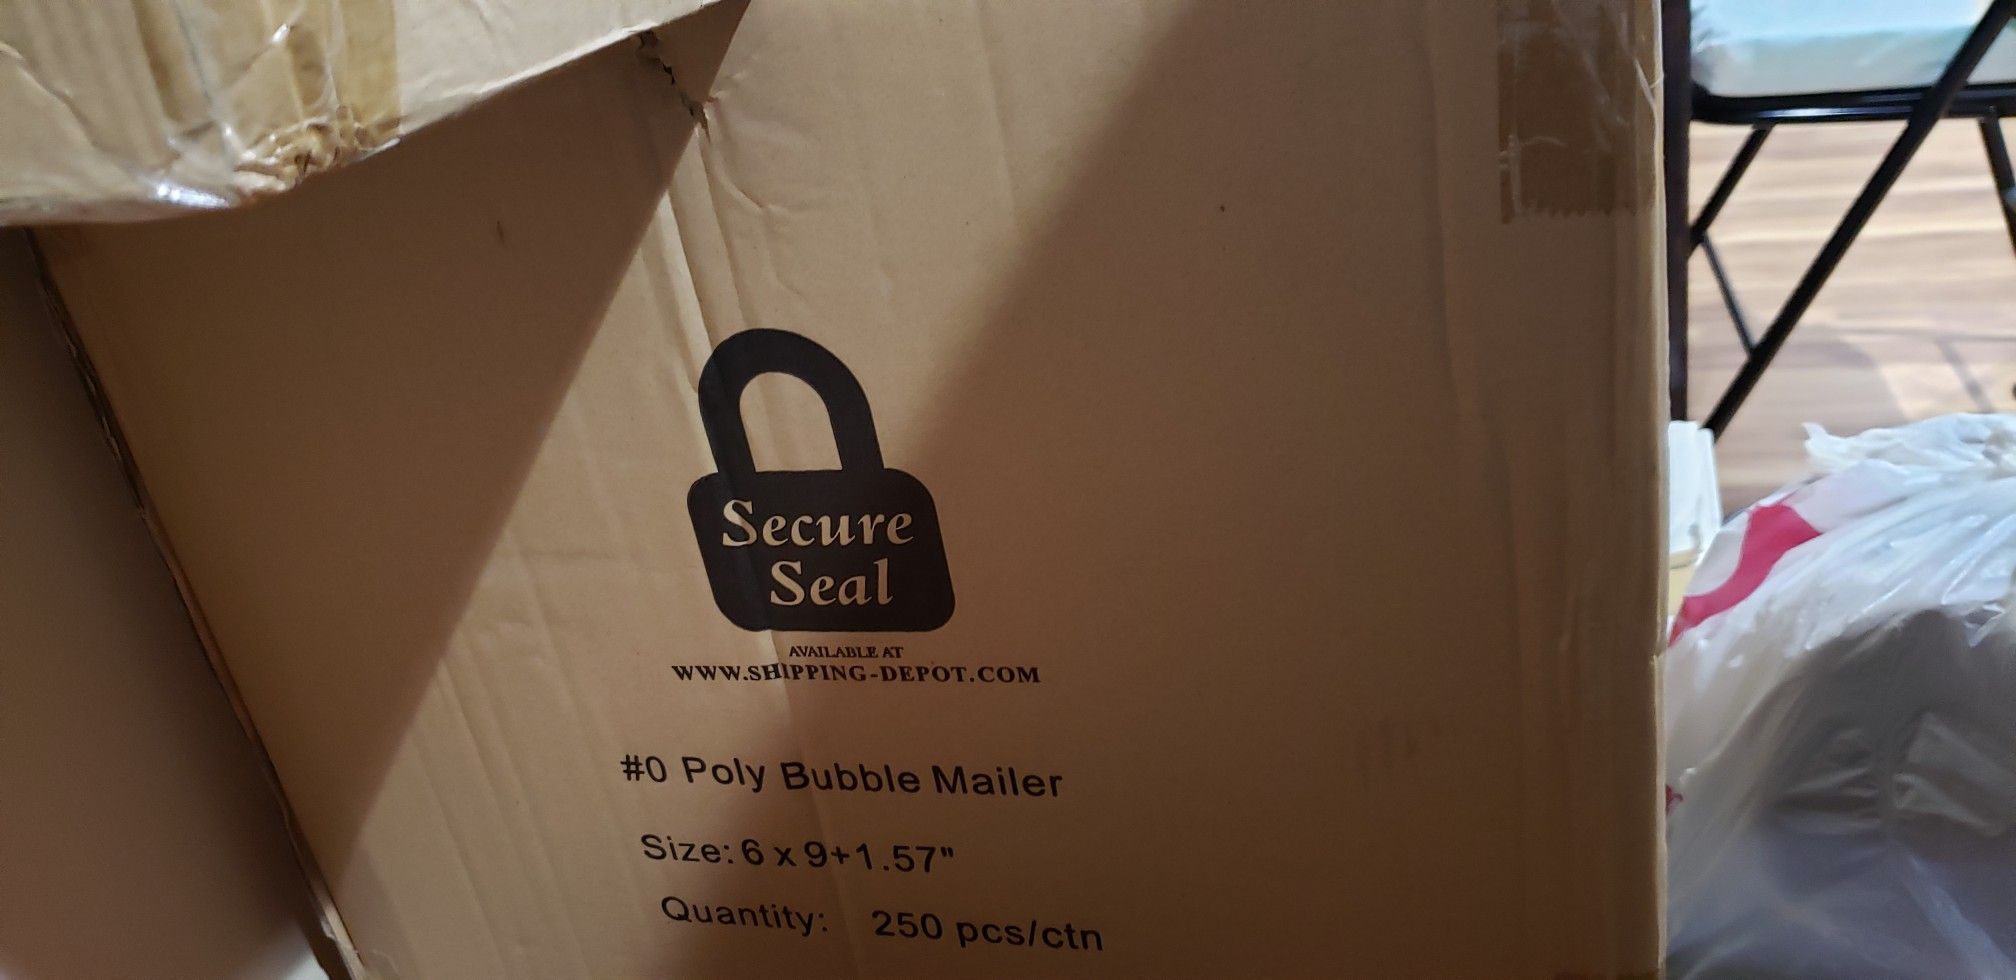 Secure
Seal
AVAILABLE AT
WWW.SHIPPING-DEPOT.COM
#0 Poly Bubble Mailer
Size: 6 x 9+1.57"
Quantity: 250 pcs/ctn